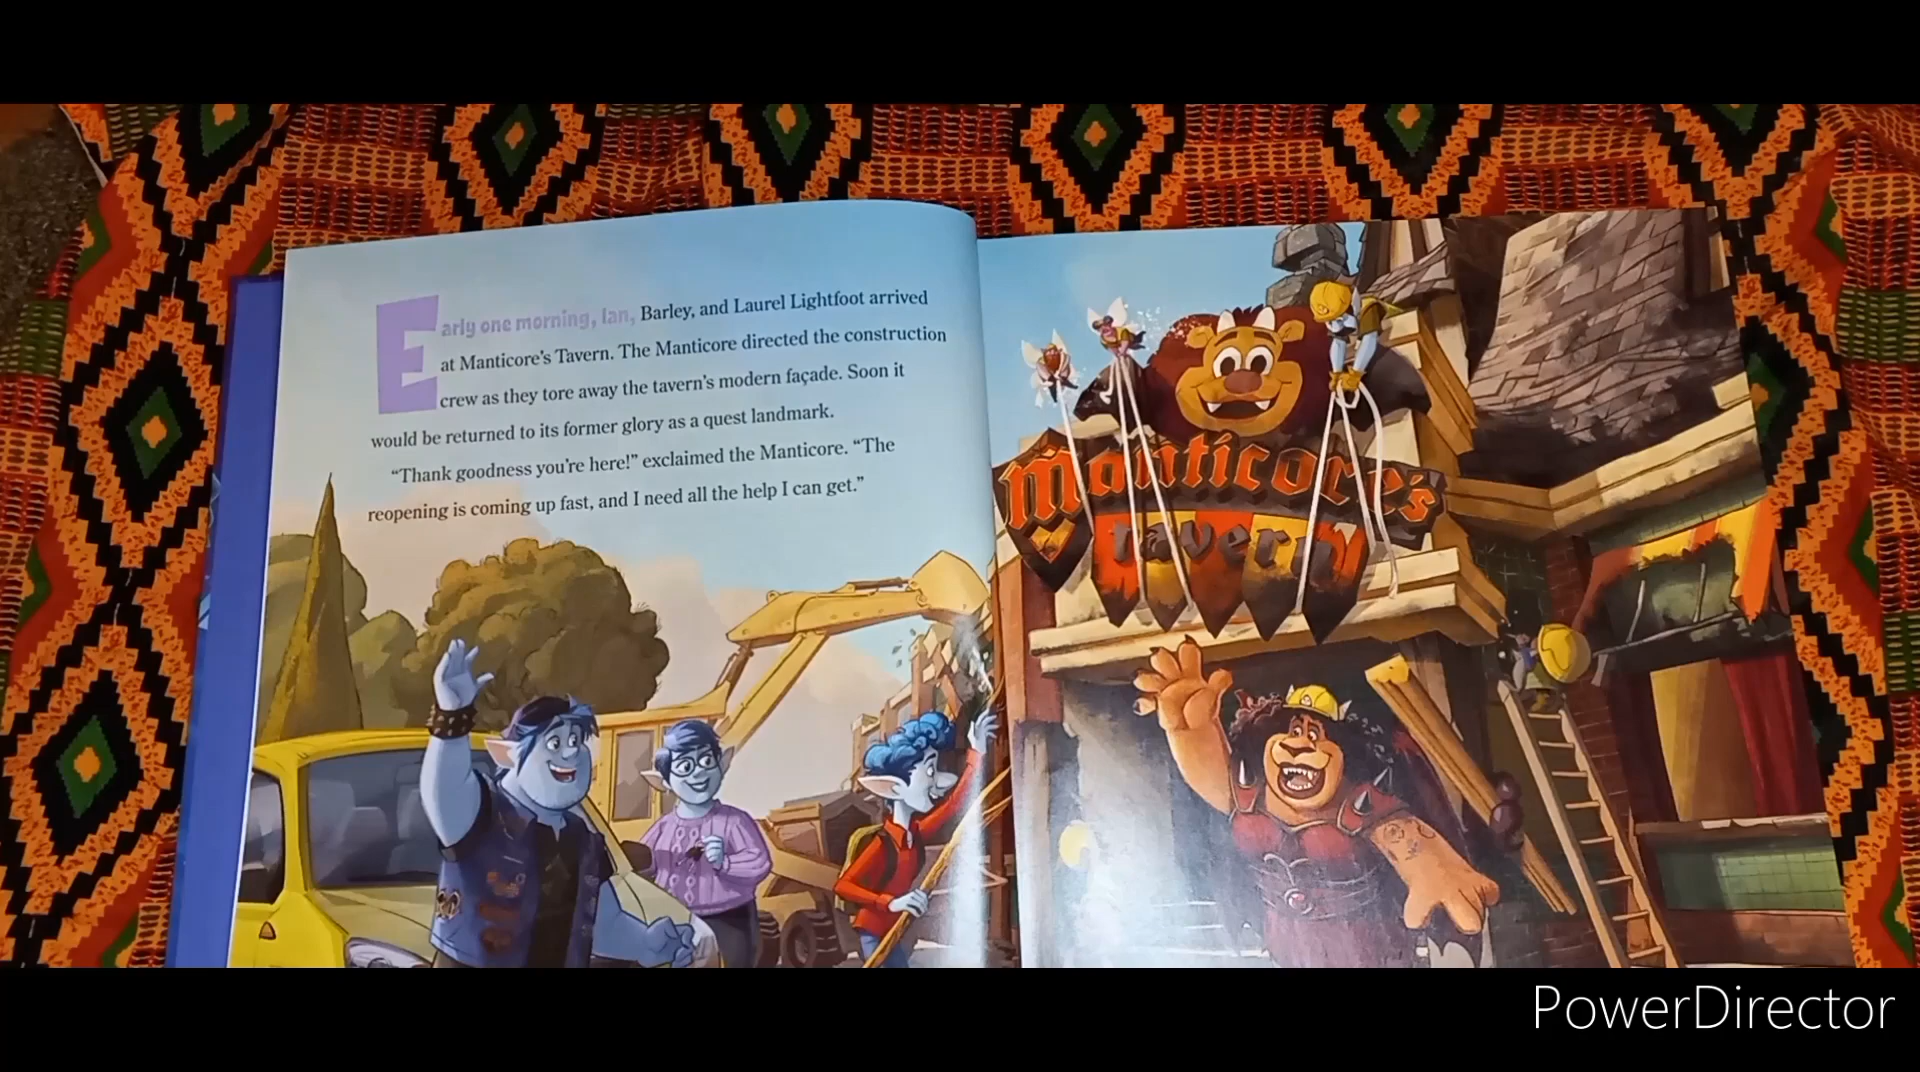 Early one morning, Ian, Barley, and Laurel Lightfoot arrived
at Manticore's Tavern. The Manticore directed the construction
crew as they tore away the tavern's modern façade. Soon it
would be returned to its former glory as a quest landmark.
“Thank goodness you're here!” exclaimed the Manticore. “The
reopening is coming up fast, and I need all the help I can get.”
Manticore's
tavern
PowerDirector